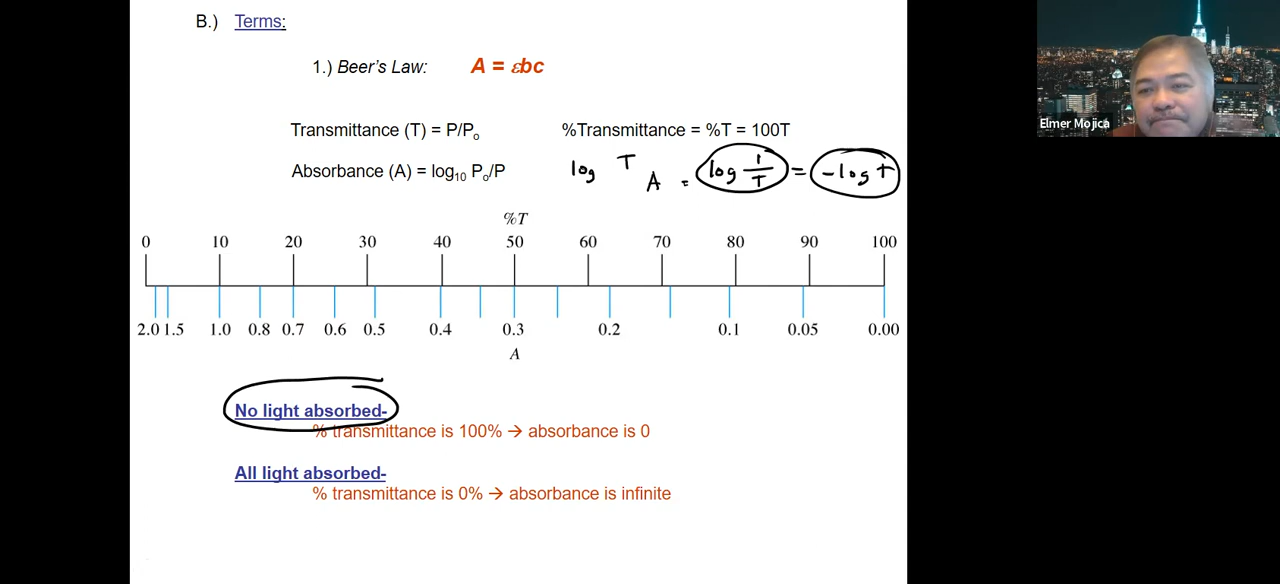 B.) Terms:
1.) Beer's Law: A = εbc
Transmittance (T) = P/Po %Transmittance = %T = 100T
Absorbance (A) = log10 Po/P log T A = log 1/T = -log T
%T
0 10 20 30 40 50 60 70 80 90 100
2.0 1.5 1.0 0.8 0.7 0.6 0.5 0.4 0.3 0.2 0.1 0.05 0.00
A
No light absorbed-
% transmittance is 100% → absorbance is 0
All light absorbed-
% transmittance is 0% → absorbance is infinite
Elmer Mojica